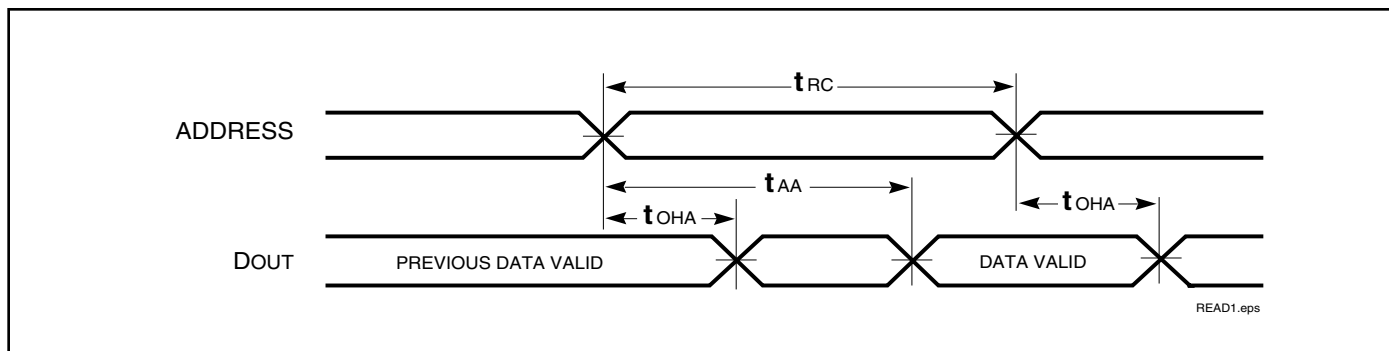 tRC
ADDRESS
tAA
tOHA
tOHA
DOUT
PREVIOUS DATA VALID
DATA VALID
READ1.eps